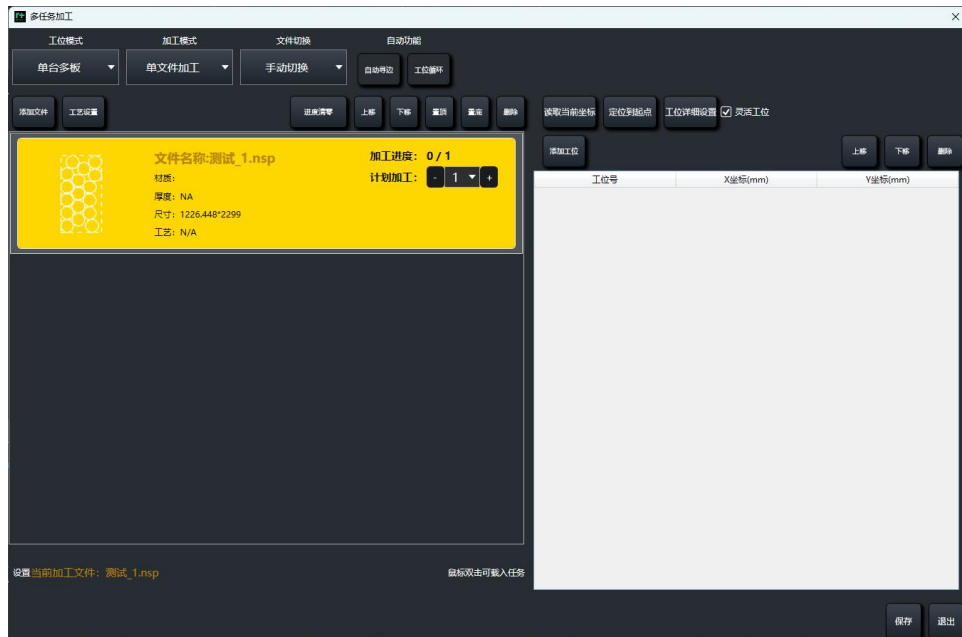 多任务加工
工位模式 加工模式 文件切换 自动功能
单台多板 单文件加工 手动切换 自动寻边 工位循环
添加文件 工艺设置 进度清零 上移 下移 置顶 置底 删除 读取当前坐标 定位到起点 工位详细设置 灵活工位
文件名称:测试_1.nsp 加工进度: 0 / 1
材质: 计划加工: - 1 +
厚度: NA
尺寸: 1226.448*2299
工艺: N/A
添加工位 上移 下移 删除
工位号 X坐标(mm) Y坐标(mm)
设置当前加工文件: 测试_1.nsp 鼠标双击可载入任务
保存 退出